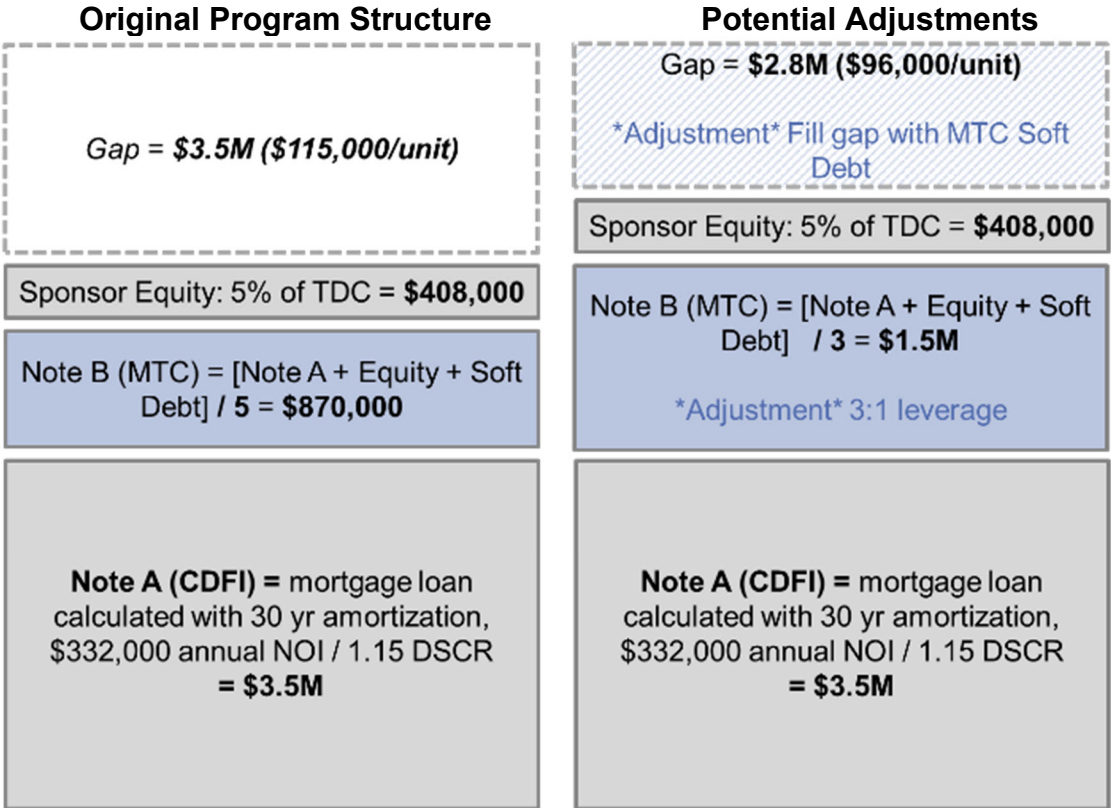 Original Program Structure
Gap = $3.5M ($115,000/unit)
Sponsor Equity: 5% of TDC = $408,000
Note B (MTC) = [Note A + Equity + Soft
Debt] / 5 = $870,000
Note A (CDFI) = mortgage loan
calculated with 30 yr amortization,
$332,000 annual NOI / 1.15 DSCR
= $3.5M
Potential Adjustments
Gap = $2.8M ($96,000/unit)
*Adjustment* Fill gap with MTC Soft
Debt
Sponsor Equity: 5% of TDC = $408,000
Note B (MTC) = [Note A + Equity + Soft
Debt] / 3 = $1.5M
*Adjustment* 3:1 leverage
Note A (CDFI) = mortgage loan
calculated with 30 yr amortization,
$332,000 annual NOI / 1.15 DSCR
= $3.5M